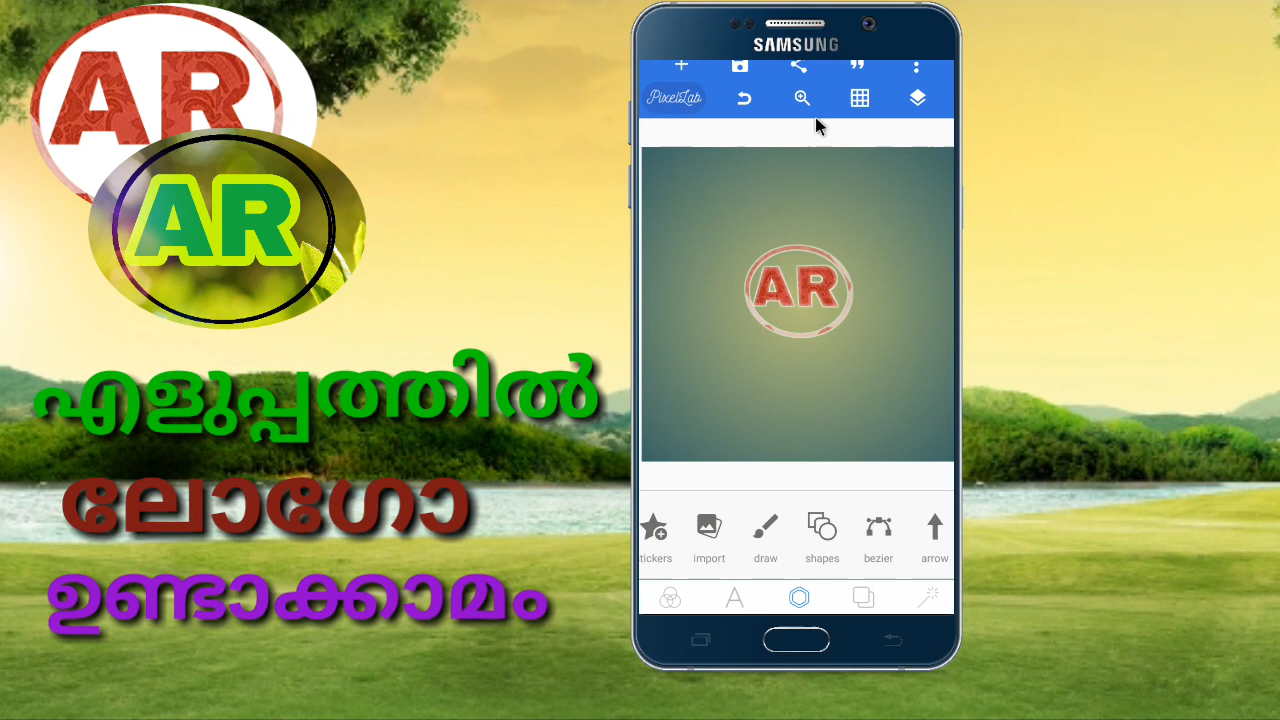 AR
AR
എളുപ്പത്തിൽ
ലോഗോ
ഉണ്ടാക്കാമം
SAMSUNG
PixelLab
AR
tickers import draw shapes bezier arrow